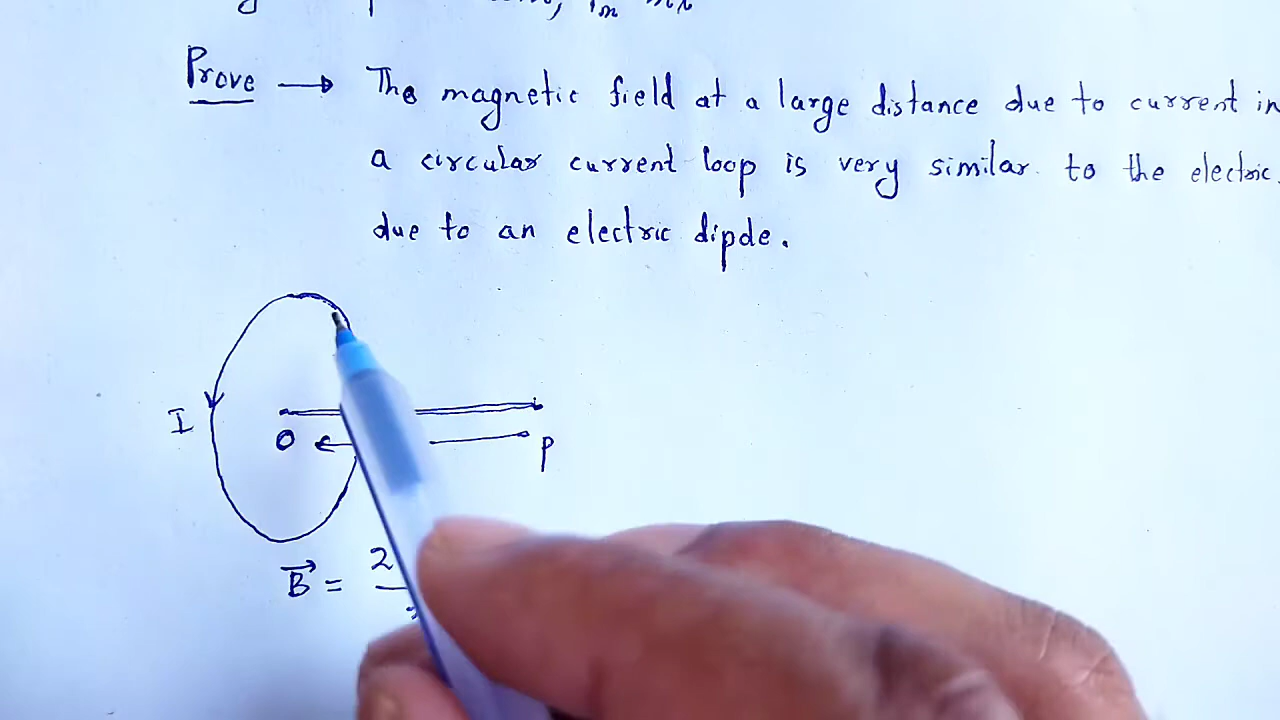 Prove → The magnetic field at a large distance due to current in
a circular current loop is very similar to the electric
due to an electric dipde.
I
O
P
B⃗ = 2